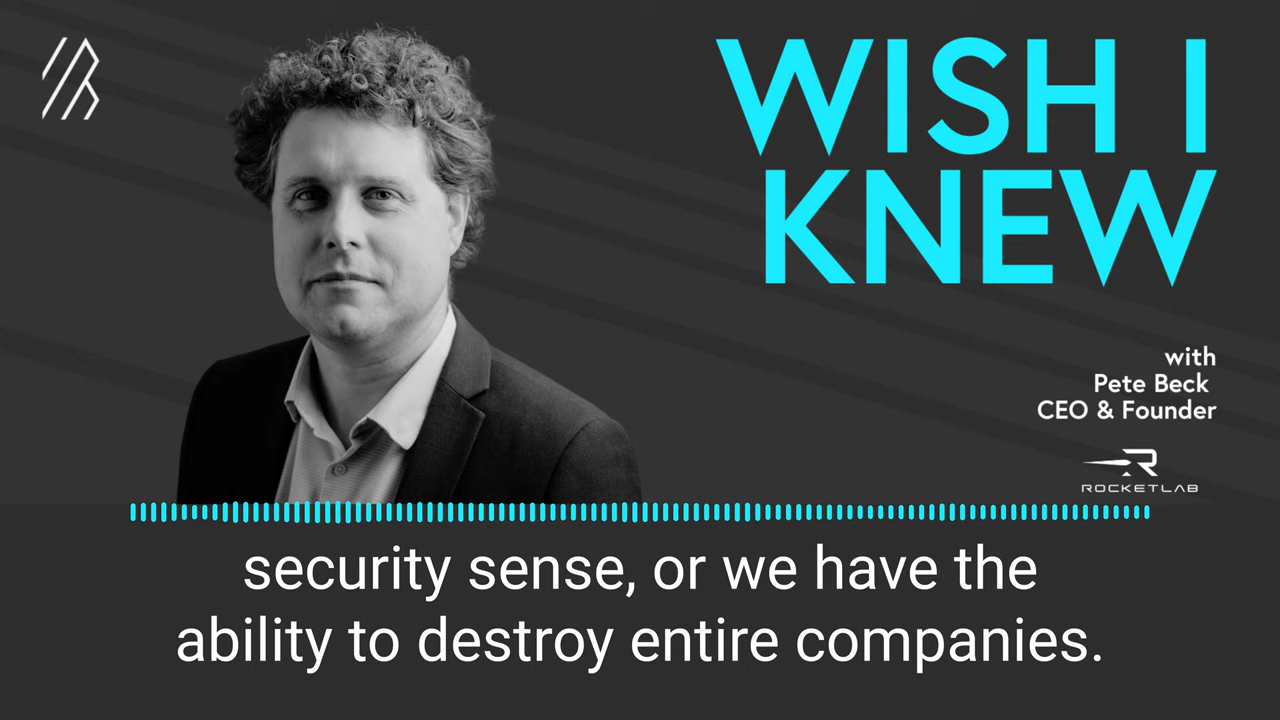 WISH I
KNEW
with
Pete Beck
CEO & Founder
ROCKETLAB
security sense, or we have the
ability to destroy entire companies.